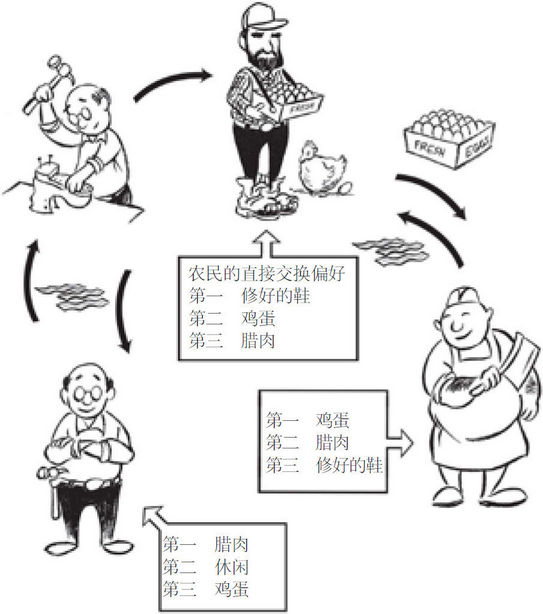 FRESH
FRESH EGGS
农民的直接交换偏好
第一 修好的鞋
第二 鸡蛋
第三 腊肉
第一 鸡蛋
第二 腊肉
第三 修好的鞋
第一 腊肉
第二 休闲
第三 鸡蛋